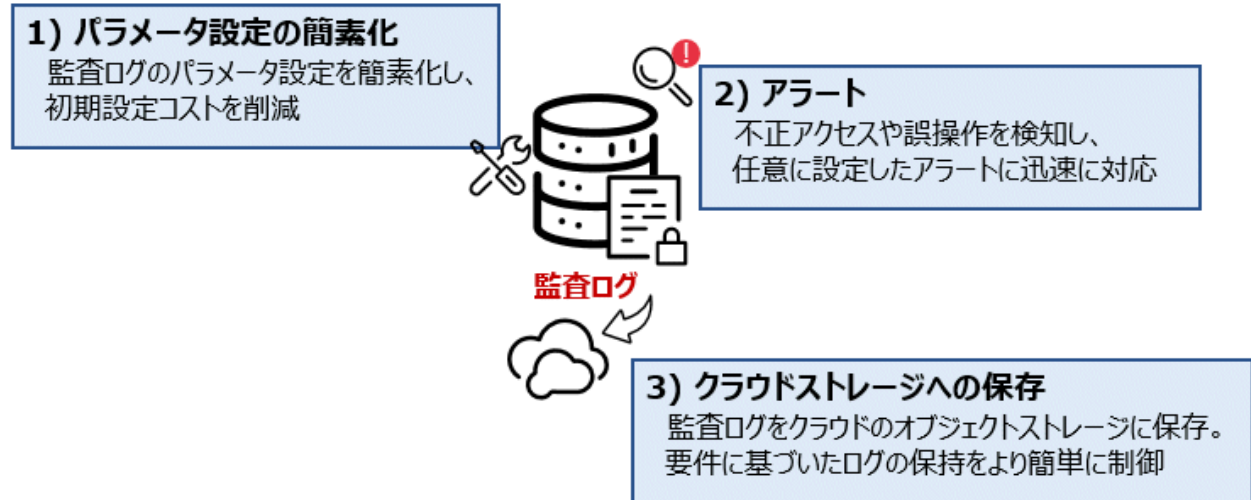 1) パラメータ設定の簡素化
監査ログのパラメータ設定を簡素化し、
初期設定コストを削減
!
2) アラート
不正アクセスや誤操作を検知し、
任意に設定したアラートに迅速に対応
監査ログ
3) クラウドストレージへの保存
監査ログをクラウドのオブジェクトストレージに保存。
要件に基づいたログの保持をより簡単に制御